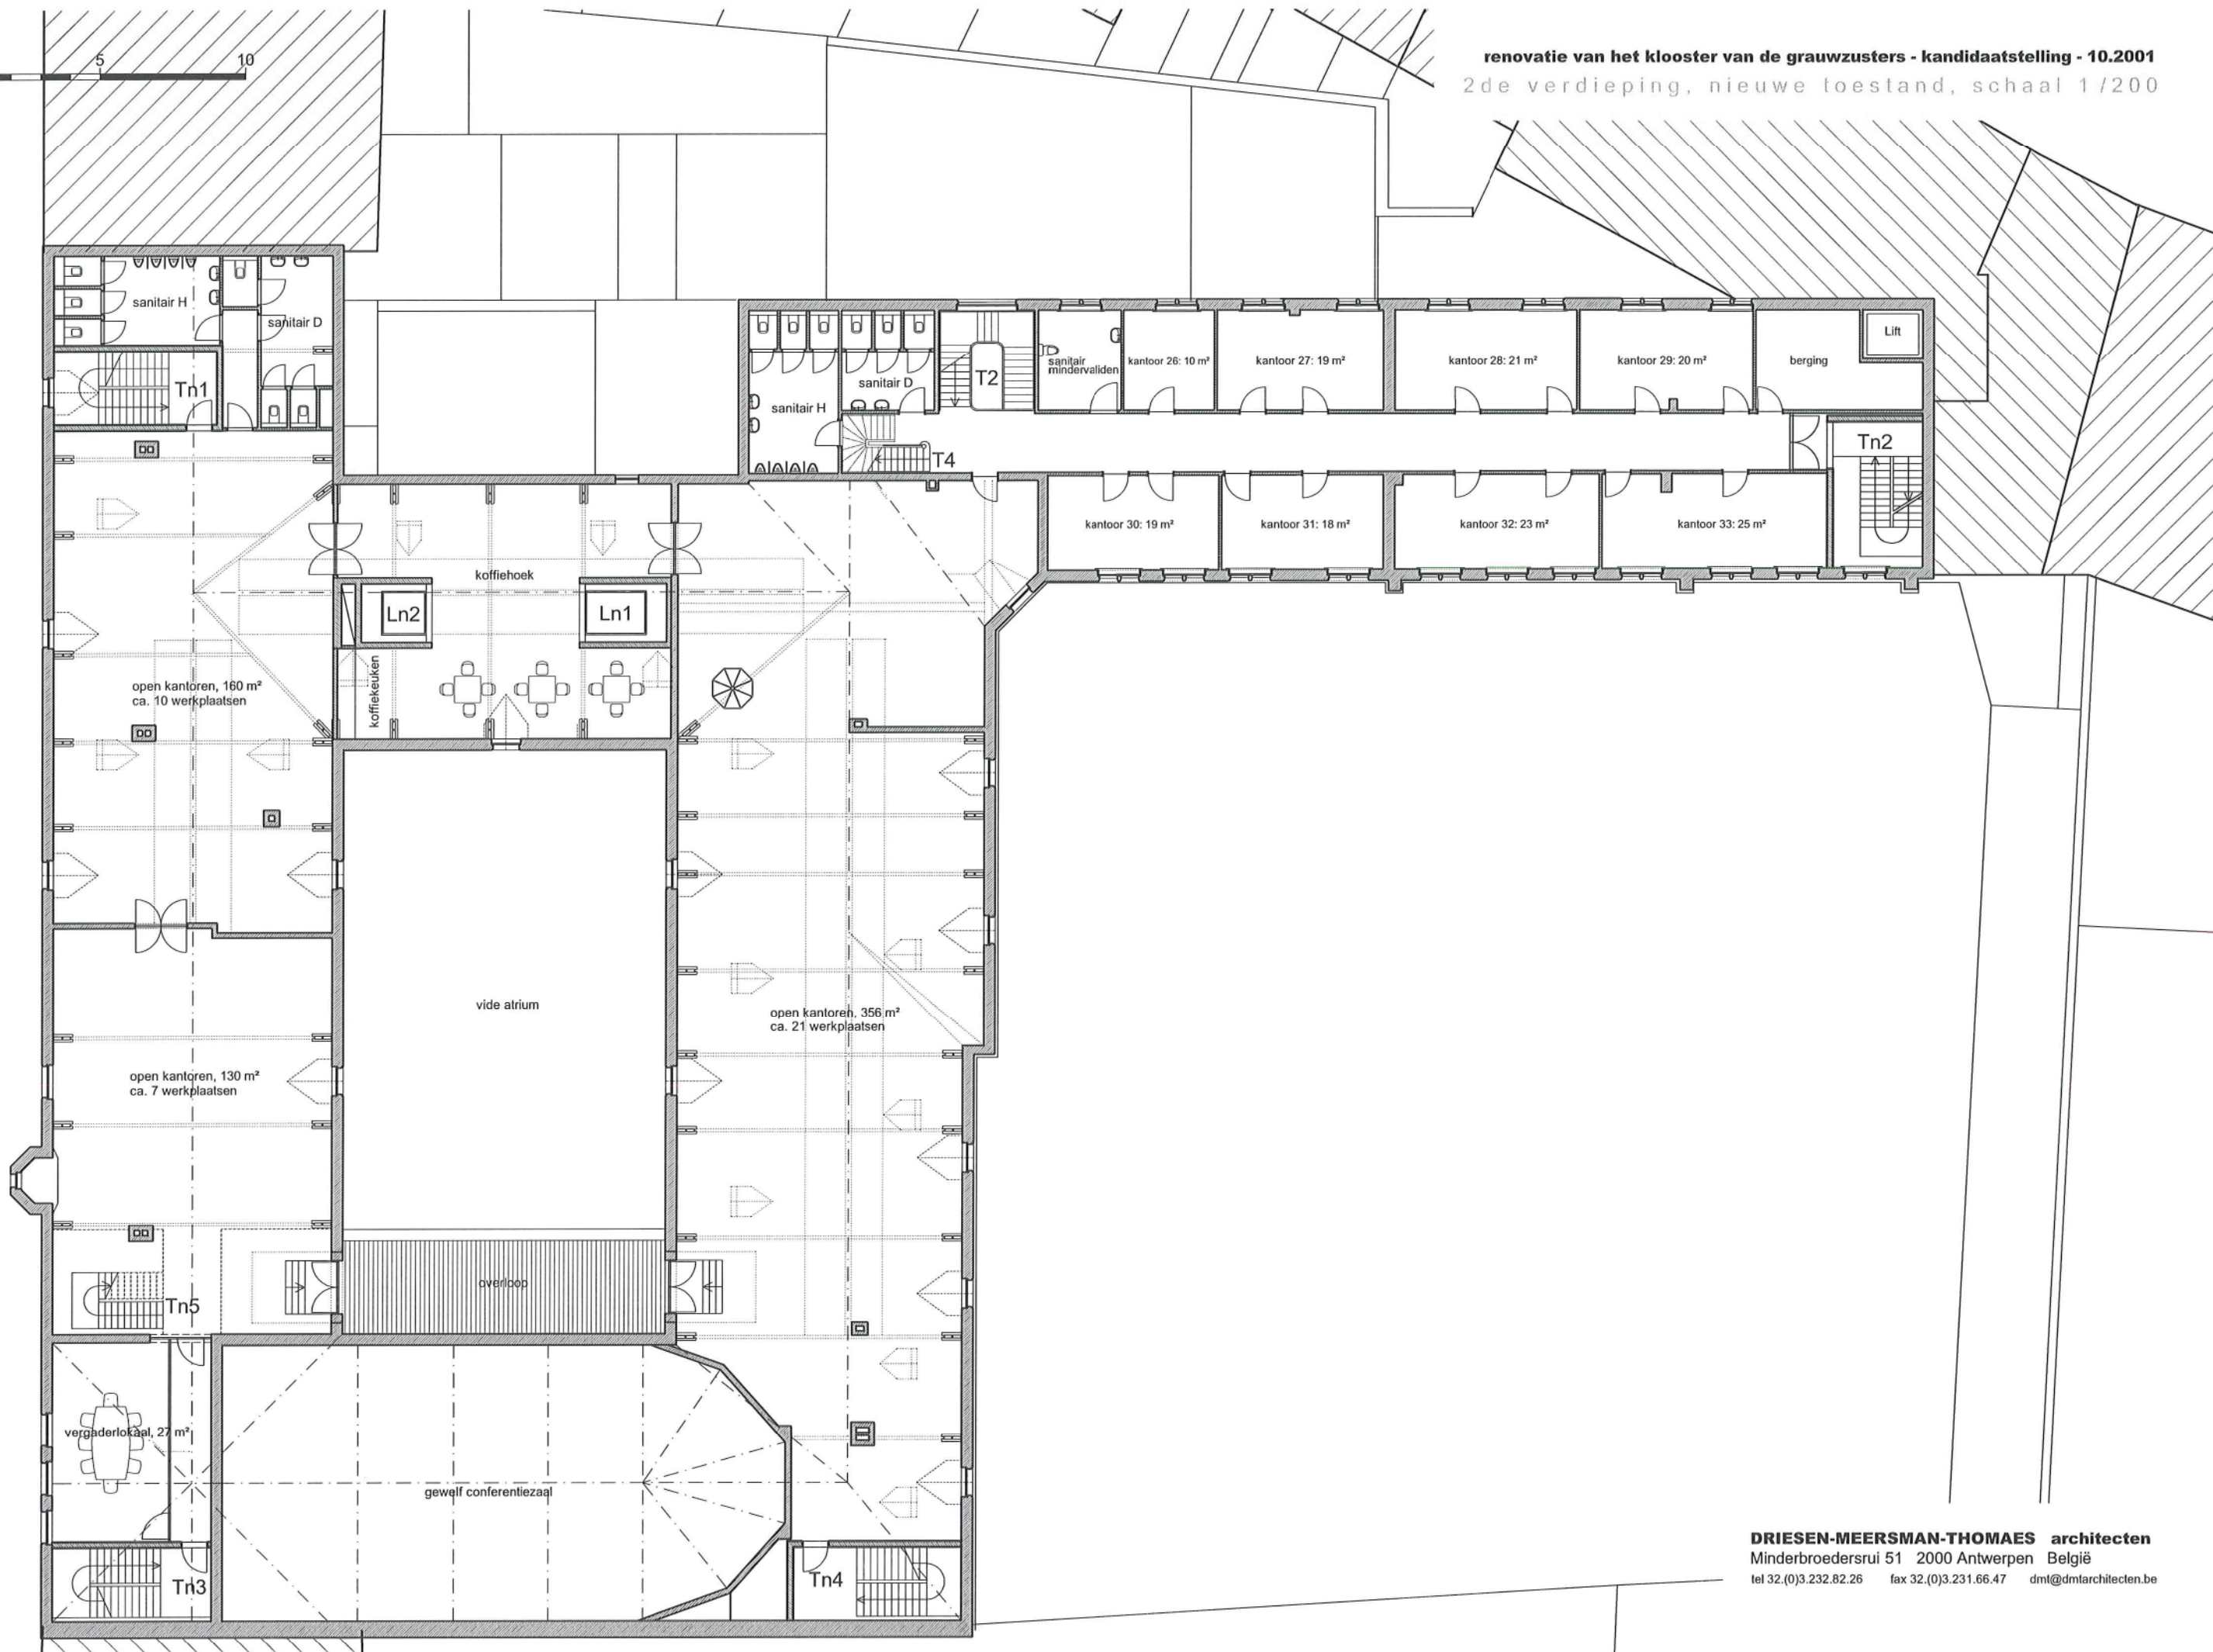 5
10
renovatie van het klooster van de grauwzusters - kandidaatstelling - 10.2001
2de verdieping, nieuwe toestand, schaal 1/200
sanitair H
sanitair D
Tn1
sanitair D
sanitair H
T2
T4
sanitair
mindervaliden
kantoor 26: 10 m²
kantoor 27: 19 m²
kantoor 28: 21 m²
kantoor 29: 20 m²
berging
Lift
Tn2
kantoor 30: 19 m²
kantoor 31: 18 m²
kantoor 32: 23 m²
kantoor 33: 25 m²
koffiehoek
Ln2
Ln1
koffiekeuken
open kantoren, 160 m²
ca. 10 werkplaatsen
vide atrium
open kantoren, 356 m²
ca. 21 werkplaatsen
open kantoren, 130 m²
ca. 7 werkplaatsen
overloop
Tn5
vergaderlokaal, 27 m²
gewelf conferentiezaal
Tn3
Tn4
DRIESEN-MEERSMAN-THOMAES architecten
Minderbroedersrui 51 2000 Antwerpen België
tel 32.(0)3.232.82.26 fax 32.(0)3.231.66.47 dmt@dmtarchitecten.be